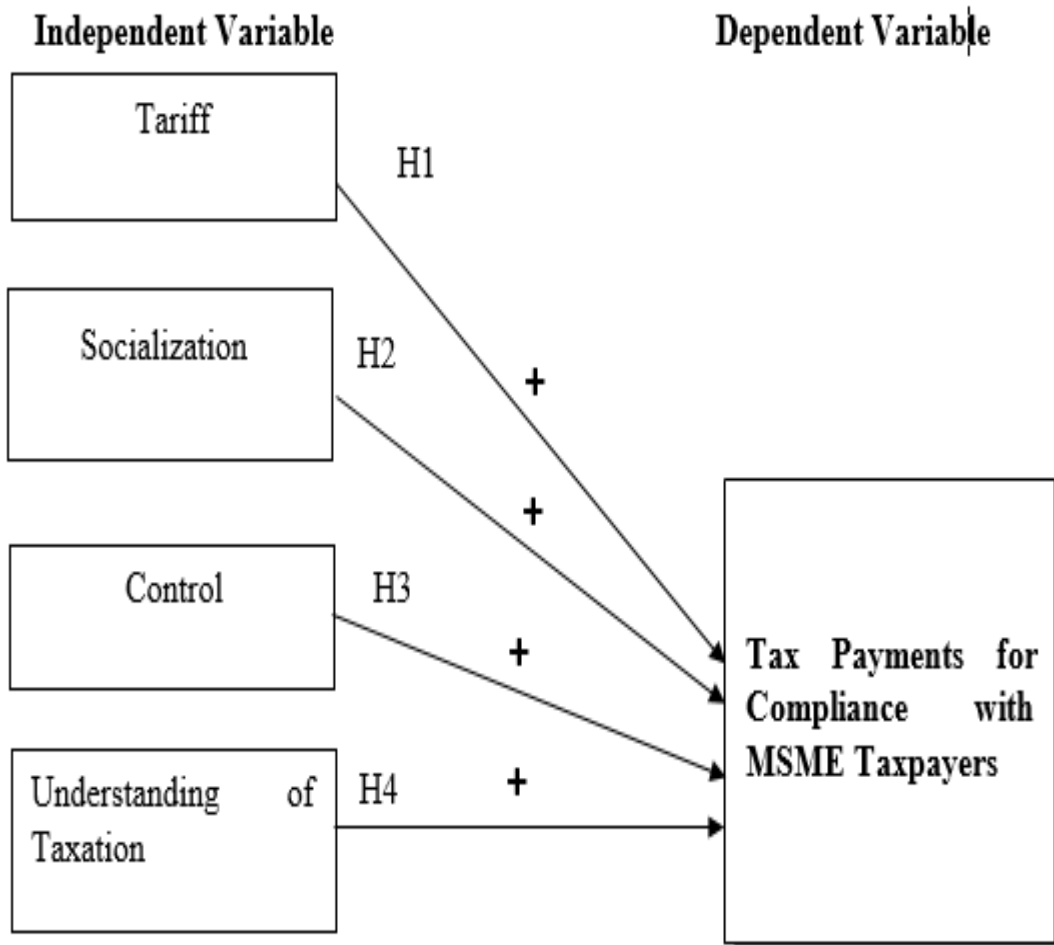 Independent Variable
Dependent Variable
Tariff
H1
Socialization
H2
+
+
Control
H3
+
Tax Payments for
Compliance with
MSME Taxpayers
Understanding of
Taxation
H4
+